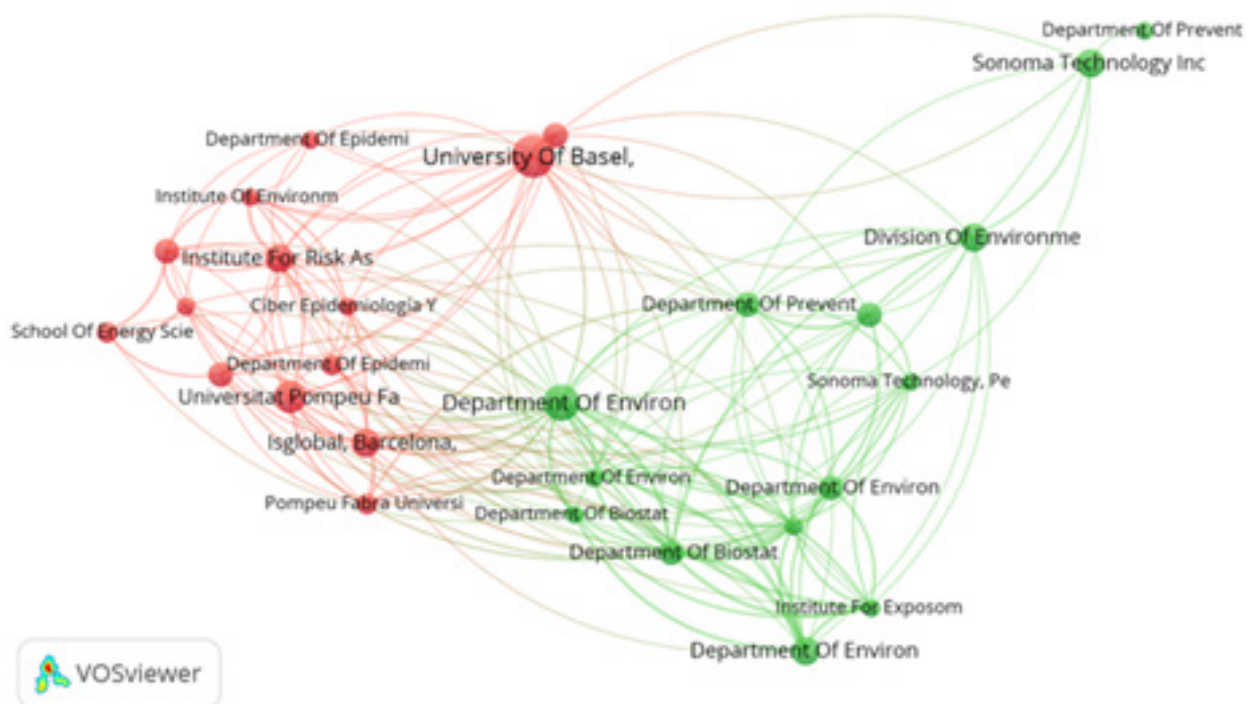 Department Of Prevent
Sonoma Technology Inc
Department Of Epidemi
University Of Basel,
Institute Of Environm
Division Of Environme
Institute For Risk As
Ciber Epidemiologia Y
Department Of Prevent
School Of Energy Scie
Department Of Epidemi
Sonoma Technology, Pe
Universitat Pompeu Fa
Department Of Environ
Isglobal, Barcelona,
Department Of Environ
Department Of Environ
Pompeu Fabra Universi
Department Of Biostat
Department Of Biostat
Institute For Exposom
Department Of Environ
VOSviewer